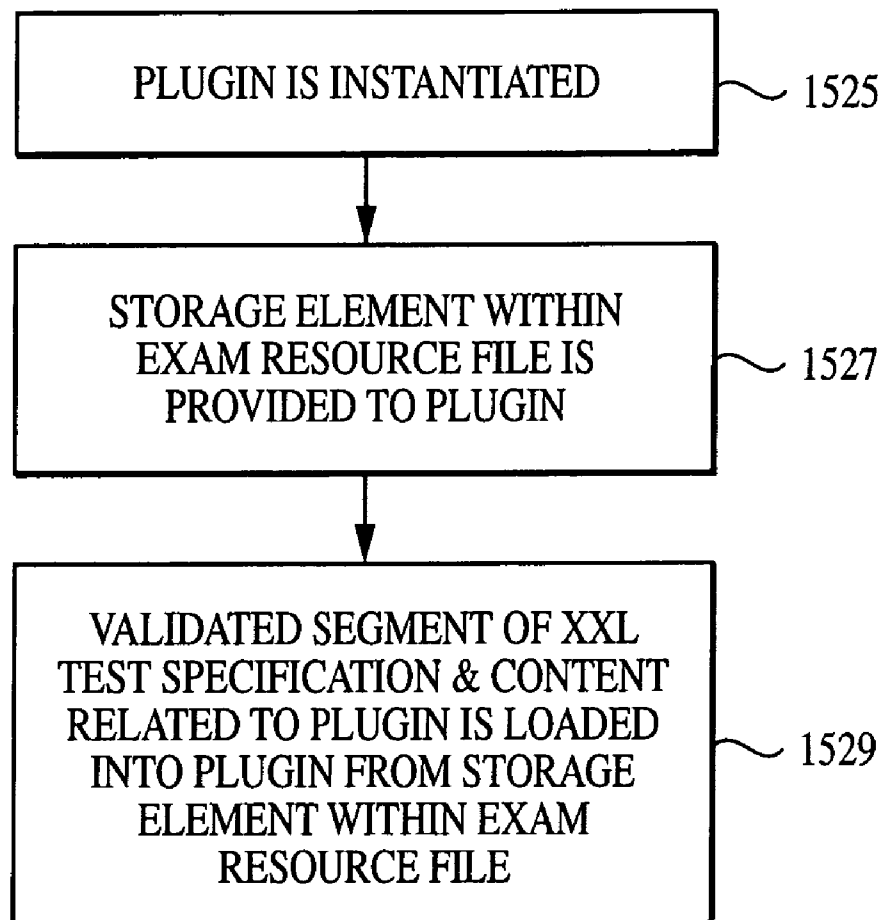 PLUGIN IS INSTANTIATED
1525
STORAGE ELEMENT WITHIN
EXAM RESOURCE FILE IS
PROVIDED TO PLUGIN
1527
VALIDATED SEGMENT OF XXL
TEST SPECIFICATION & CONTENT
RELATED TO PLUGIN IS LOADED
INTO PLUGIN FROM STORAGE
ELEMENT WITHIN EXAM
RESOURCE FILE
1529